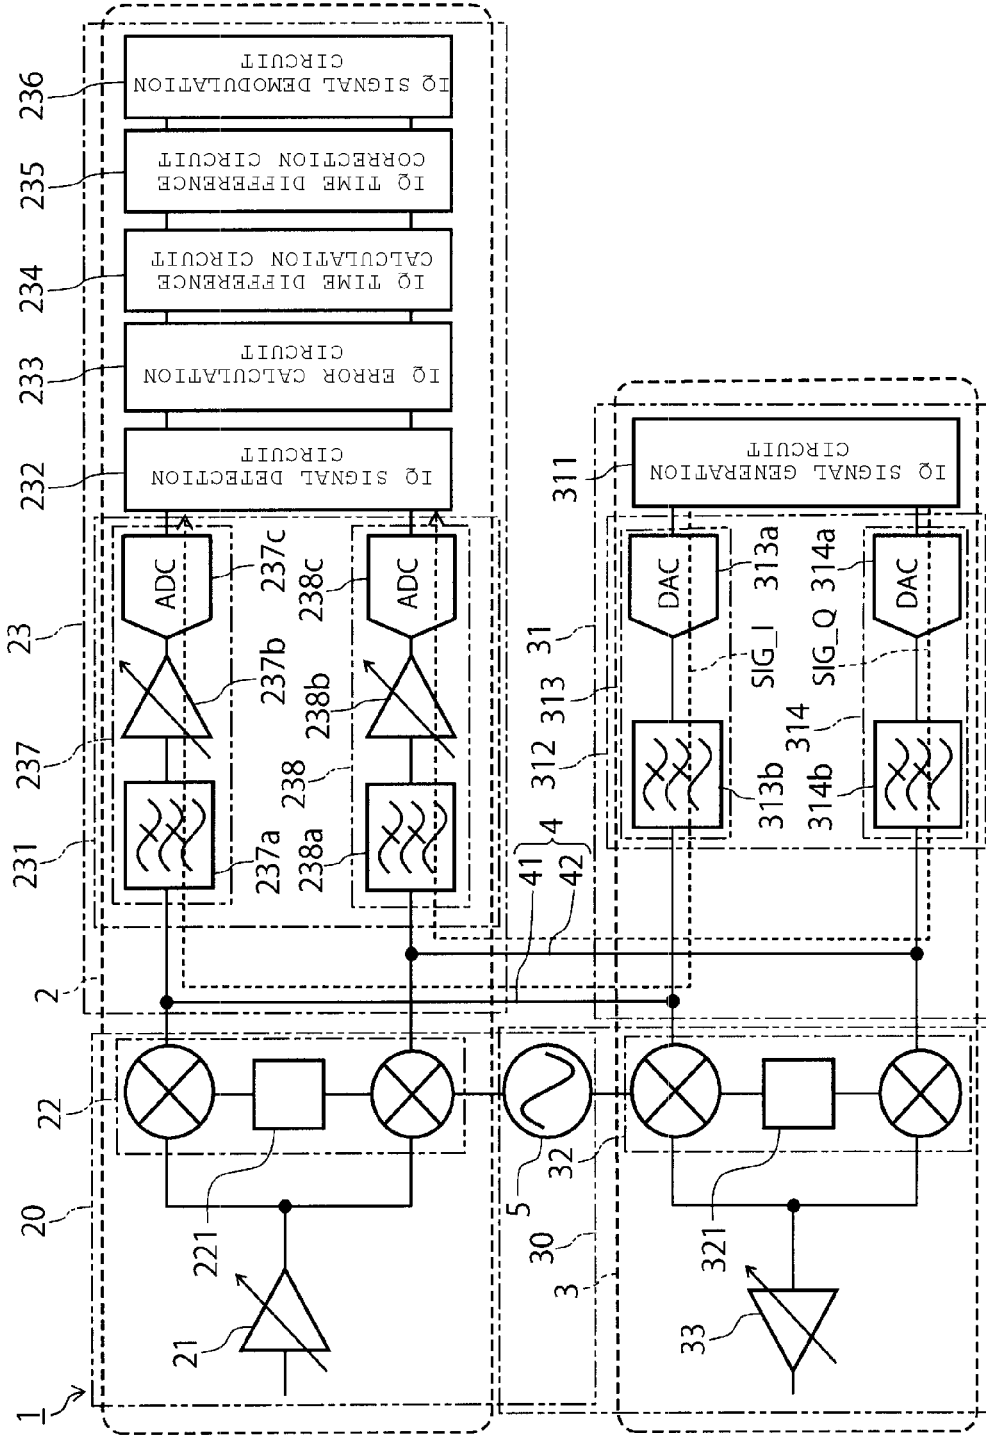 236
IQ SIGNAL DEMODULATION
CIRCUIT
235
IQ TIME DIFFERENCE
CORRECTION CIRCUIT
234
IQ TIME DIFFERENCE
CALCULATION CIRCUIT
233
IQ ERROR CALCULATION
CIRCUIT
232
IQ SIGNAL DETECTION
CIRCUIT
23
237
231
2
22
20
1
ADC
237c
237b
237a
238c
ADC
238b
238
238a
221
21
4
41
42
5
30
3
32
31
313
312
311
IQ SIGNAL GENERATION
CIRCUIT
DAC
313a
SIG_I
313b
314a
DAC
SIG_Q
314
314b
321
33